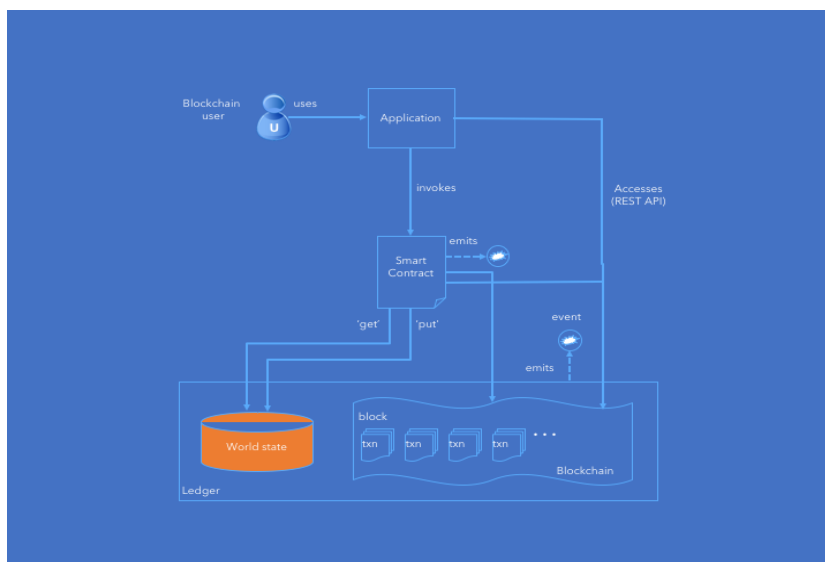 Blockchain
user
uses
U
Application
invokes
Accesses
(REST API)
emits
Smart
Contract
'get'
'put'
event
emits
block
txn
txn
txn
txn
• • •
World state
Blockchain
Ledger